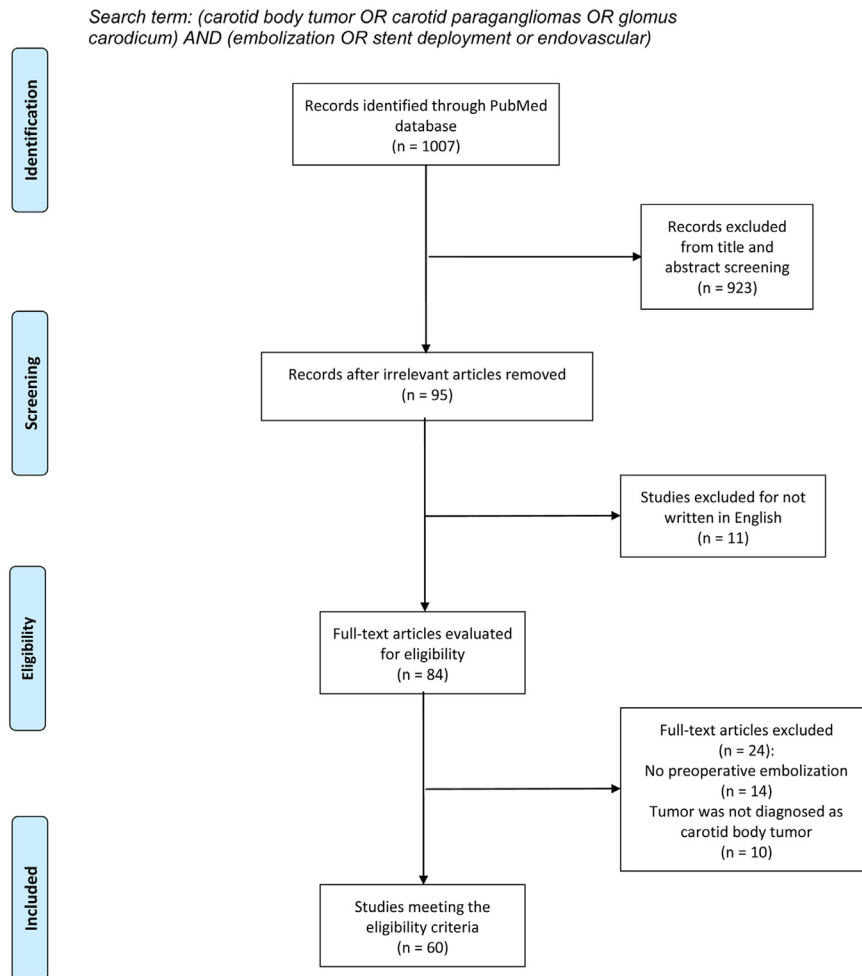 Search term: (carotid body tumor OR carotid paragangliomas OR glomus
carodicum) AND (embolization OR stent deployment or endovascular)
Identification
Records identified through PubMed
database
(n = 1007)
Records excluded
from title and
abstract screening
(n = 923)
Screening
Records after irrelevant articles removed
(n = 95)
Studies excluded for not
written in English
(n = 11)
Eligibility
Full-text articles evaluated
for eligibility
(n = 84)
Full-text articles excluded
(n = 24):
No preoperative embolization
(n = 14)
Tumor was not diagnosed as
carotid body tumor
(n = 10)
Included
Studies meeting the
eligibility criteria
(n = 60)